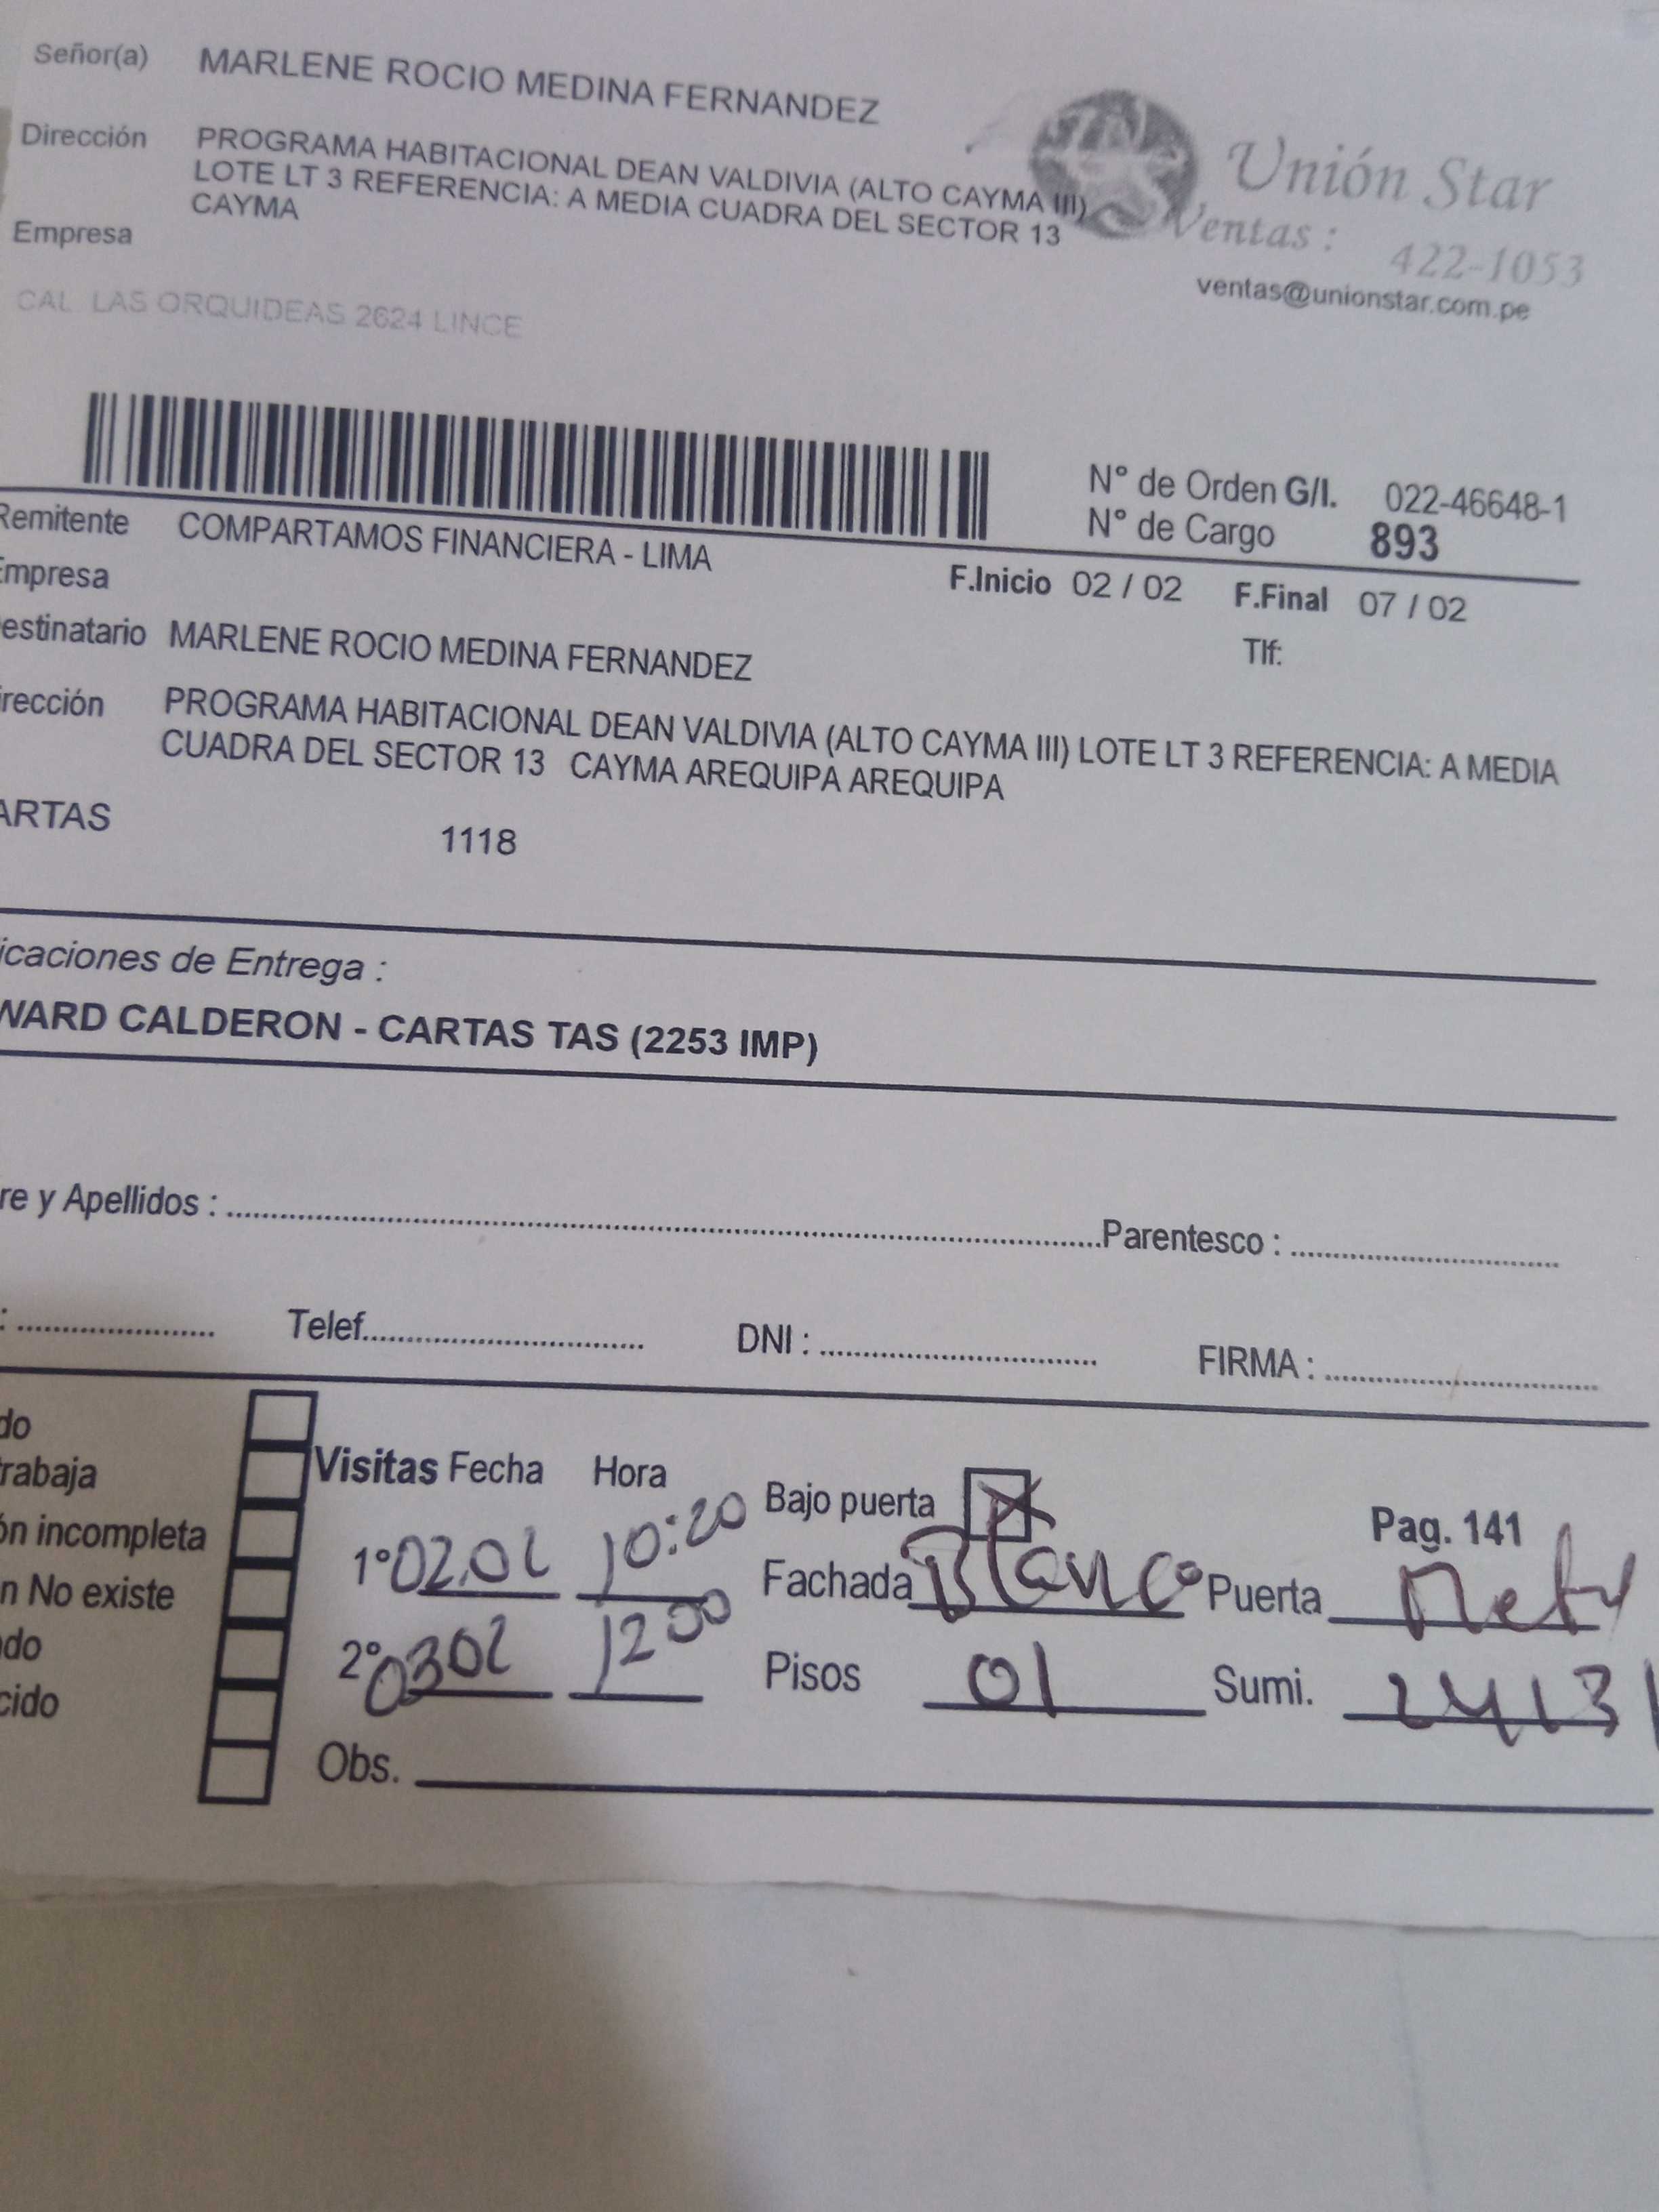 Señor(a) MARLENE ROCIO MEDINA FERNANDEZ
Dirección PROGRAMA HABITACIONAL DEAN VALDIVIA (ALTO CAYMA III)
LOTE LT 3 REFERENCIA: A MEDIA CUADRA DEL SECTOR 13
CAYMA
Empresa
CAL LAS ORQUIDEAS 2624 LINCE
Unión Star
Ventas : 422-1053
ventas@unionstar.com.pe
N° de Orden G/I. 022-46648-1
N° de Cargo 893
Remitente COMPARTAMOS FINANCIERA - LIMA
Empresa F.Inicio 02 / 02 F.Final 07 / 02
estinatario MARLENE ROCIO MEDINA FERNANDEZ Tlf:
irección PROGRAMA HABITACIONAL DEAN VALDIVIA (ALTO CAYMA III) LOTE LT 3 REFERENCIA: A MEDIA
CUADRA DEL SECTOR 13 CAYMA AREQUIPA AREQUIPA
ARTAS 1118
icaciones de Entrega :
WARD CALDERON - CARTAS TAS (2253 IMP)
re y Apellidos : Parentesco :
: Telef. DNI : FIRMA :
do
rabaja
ón incompleta
n No existe
do
cido
Visitas Fecha Hora
1° 02.02 10:20
2° 03 02 12 00
Obs.
Bajo puerta X Pag. 141
Fachada Blanco Puerta
Pisos 01 Sumi. 24131